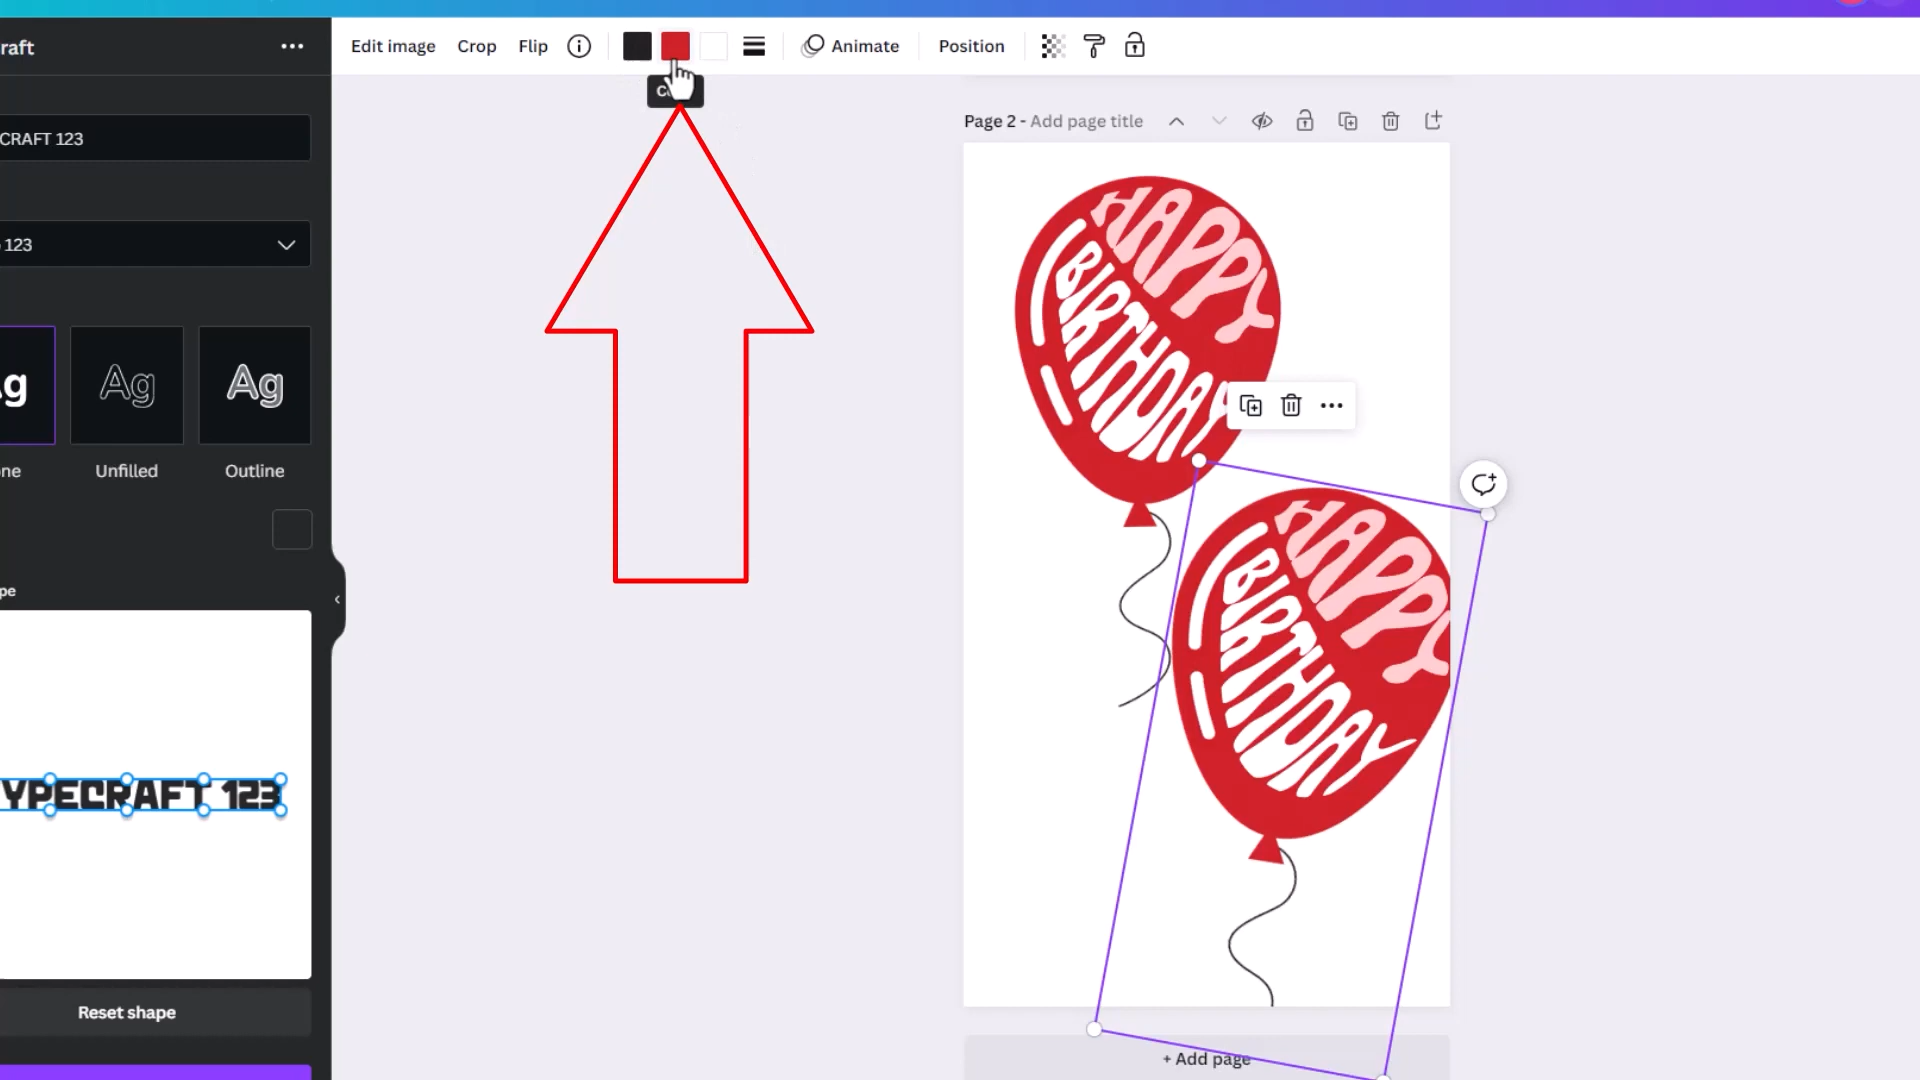 raft
Edit image Crop Flip Animate Position
CRAFT 123
Page 2 - Add page title
123
HAPPY
BIRTHDAY
Ag Ag
ne Unfilled Outline
HAPPY
BIRTHDAY
pe
YPECRAFT 123
Reset shape
+ Add page